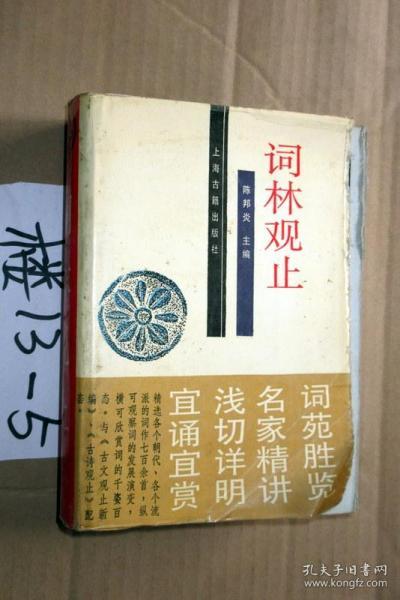 词林观止
陈邦炎 主编
上海古籍出版社
词苑胜览
名家精讲
浅切详明
宜诵宜赏
精选各个朝代，各个流
派的词作七百余首，纵
可观察词的发展演变，
横可欣赏词的千姿百
态。与《古文观止新
编》、《古诗观止》配
套。
楼13-5
孔夫子旧书网
www.kongfz.com